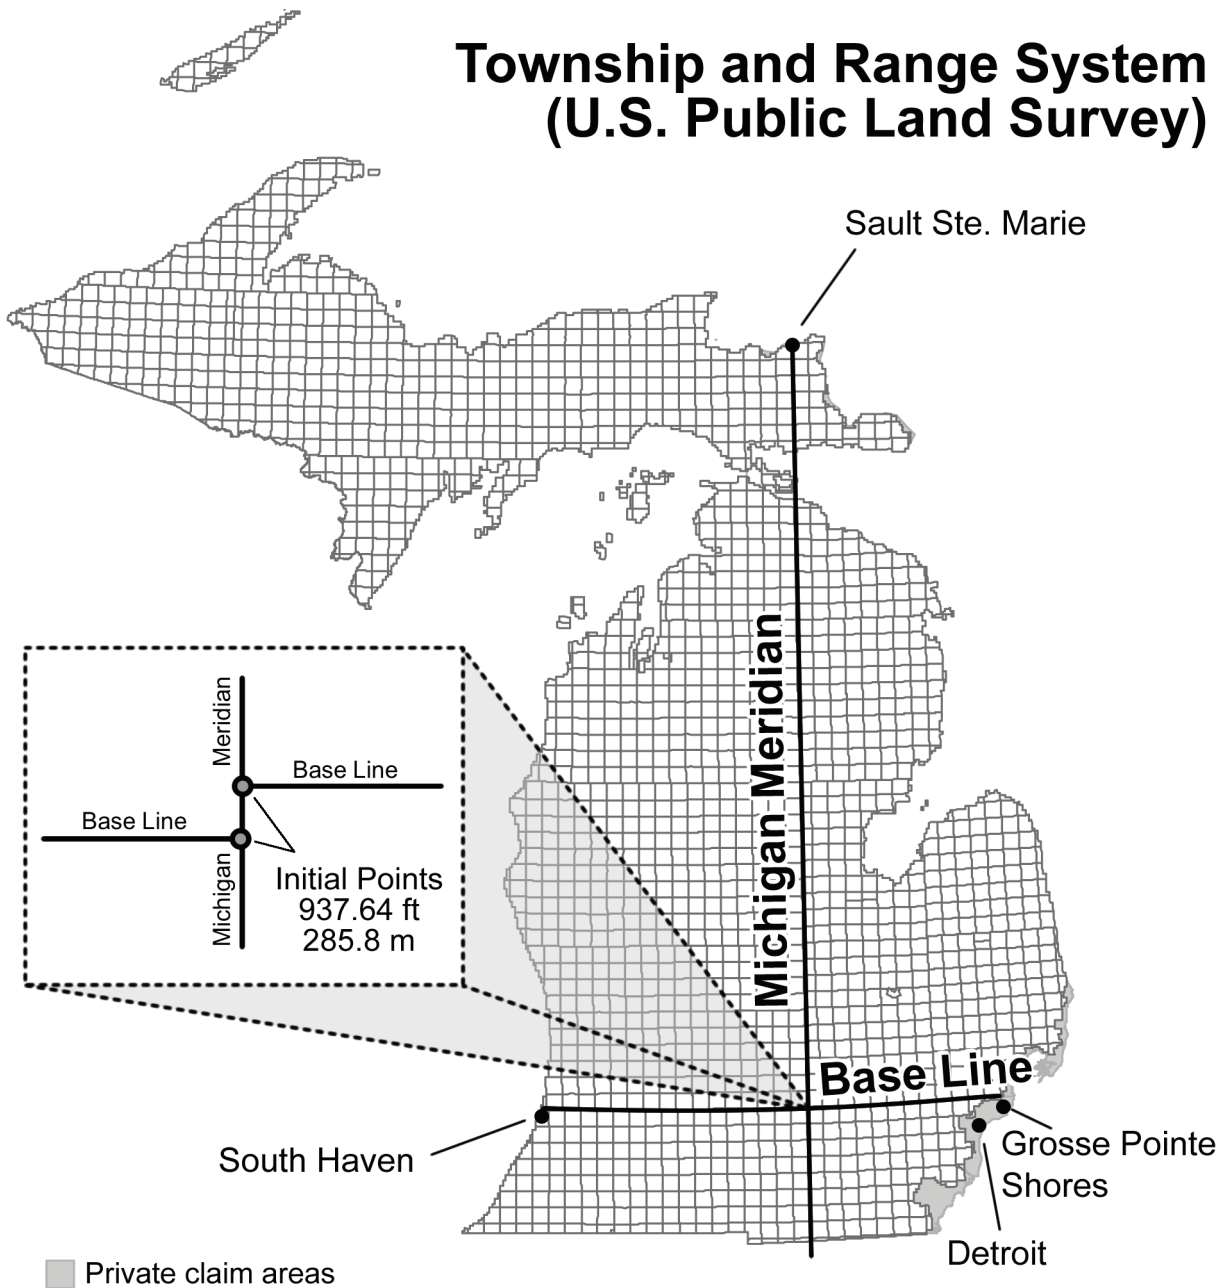 Township and Range System
(U.S. Public Land Survey)
Sault Ste. Marie
Michigan Meridian
Meridian
Base Line
Base Line
Michigan
Initial Points
937.64 ft
285.8 m
Base Line
South Haven
Grosse Pointe
Shores
Detroit
Private claim areas